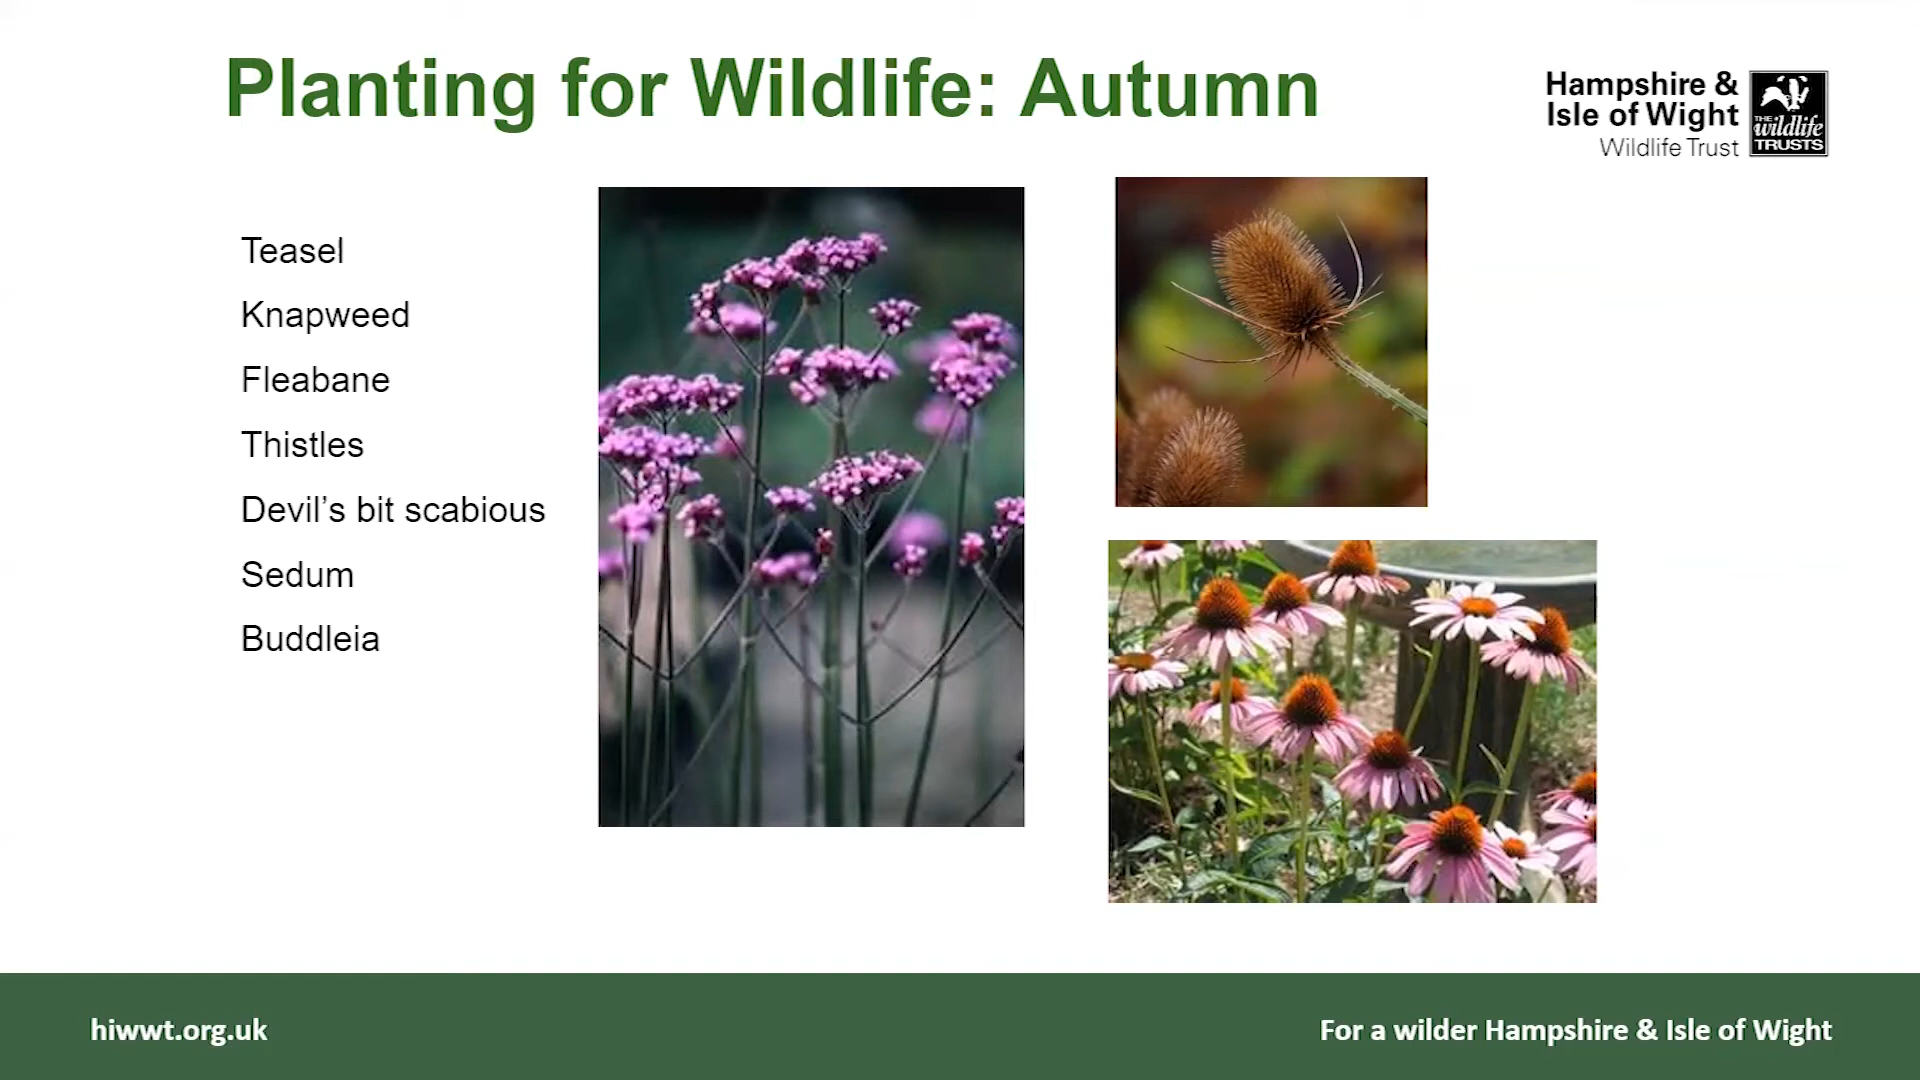 Planting for Wildlife: Autumn
Hampshire &
Isle of Wight
Wildlife Trust
THE
wildlife
TRUSTS
Teasel
Knapweed
Fleabane
Thistles
Devil’s bit scabious
Sedum
Buddleia
hiwwt.org.uk
For a wilder Hampshire & Isle of Wight